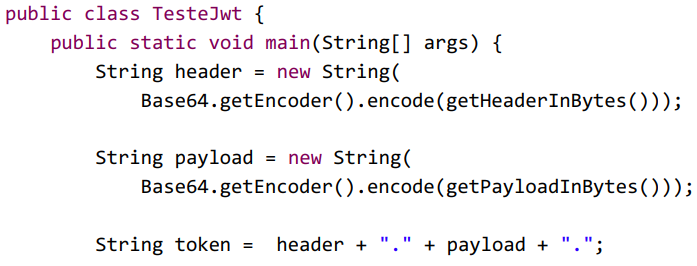 public class TesteJwt {
    public static void main(String[] args) {
        String header = new String(
            Base64.getEncoder().encode(getHeaderInBytes()));
        String payload = new String(
            Base64.getEncoder().encode(getPayloadInBytes()));
        String token =  header + "." + payload + ".";